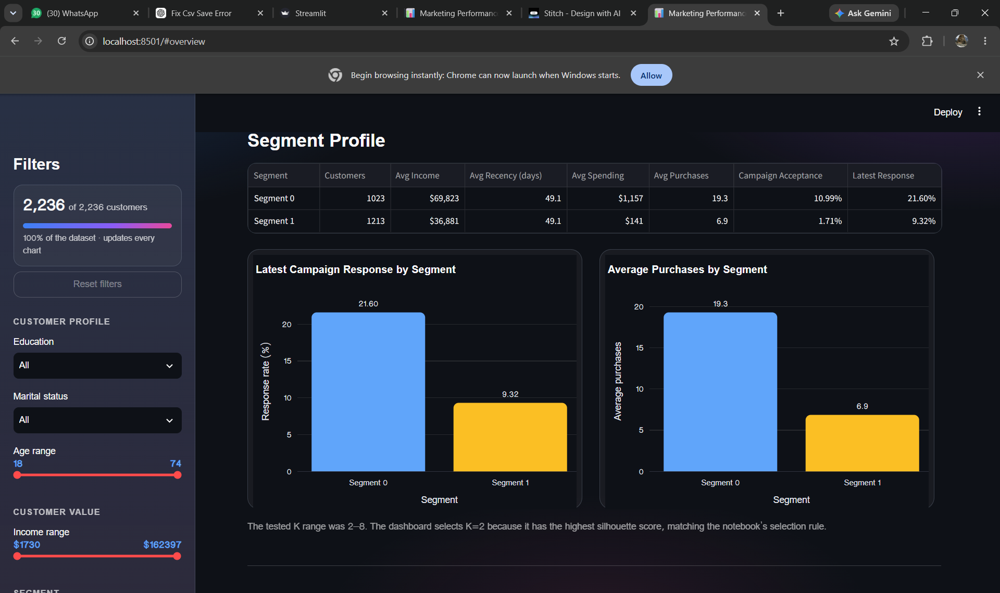 30
(30) WhatsApp
Fix Csv Save Error
Streamlit
Marketing Performanc
Stitch - Design with AI
Marketing Performanc
Ask Gemini
localhost:8501/#overview
Begin browsing instantly: Chrome can now launch when Windows starts.
Allow
Deploy
Filters
2,236 of 2,236 customers
100% of the dataset · updates every
chart
Reset filters
CUSTOMER PROFILE
Education
All
Marital status
All
Age range
18 74
CUSTOMER VALUE
Income range
$1730 $162397
SEGMENT
Segment Profile
Segment Customers Avg Income Avg Recency (days) Avg Spending Avg Purchases Campaign Acceptance Latest Response
Segment 0 1023 $69,823 49.1 $1,157 19.3 10.99% 21.60%
Segment 1 1213 $36,881 49.1 $141 6.9 1.71% 9.32%
Latest Campaign Response by Segment
21.60
9.32
20
15
10
5
0
Response rate (%)
Segment 0 Segment 1
Segment
Average Purchases by Segment
19.3
6.9
20
15
10
5
0
Average purchases
Segment 0 Segment 1
Segment
The tested K range was 2–8. The dashboard selects K=2 because it has the highest silhouette score, matching the notebook's selection rule.